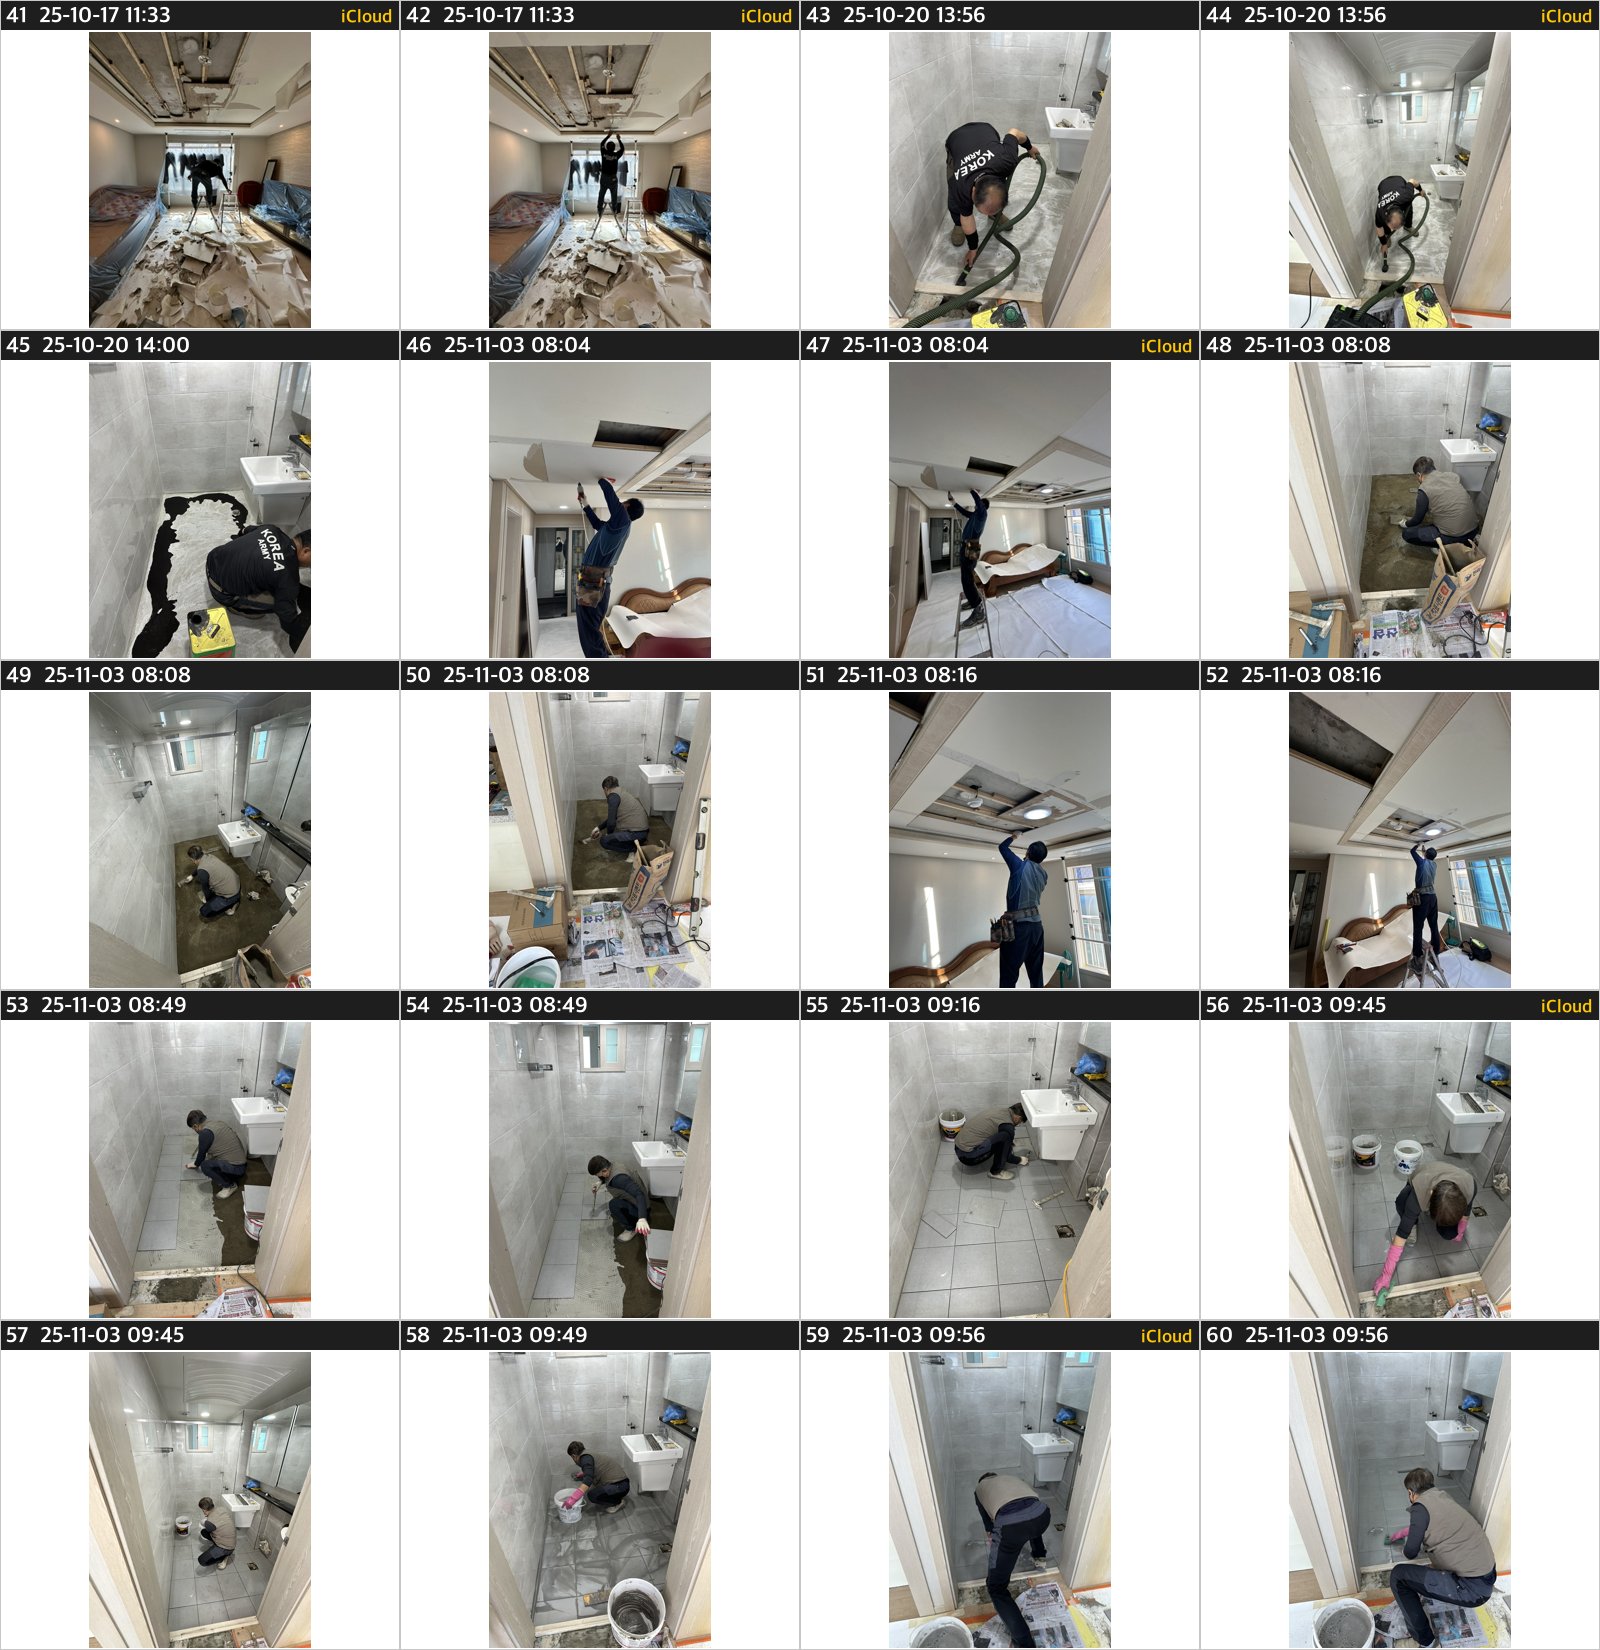 41 25-10-17 11:33 iCloud
42 25-10-17 11:33 iCloud
43 25-10-20 13:56
44 25-10-20 13:56 iCloud
KOREA
ARMY
KOREA
ARMY
45 25-10-20 14:00
46 25-11-03 08:04
47 25-11-03 08:04 iCloud
48 25-11-03 08:08
KOREA
ARMY
49 25-11-03 08:08
50 25-11-03 08:08
51 25-11-03 08:16
52 25-11-03 08:16
53 25-11-03 08:49
54 25-11-03 08:49
55 25-11-03 09:16
56 25-11-03 09:45 iCloud
57 25-11-03 09:45
58 25-11-03 09:49
59 25-11-03 09:56 iCloud
60 25-11-03 09:56